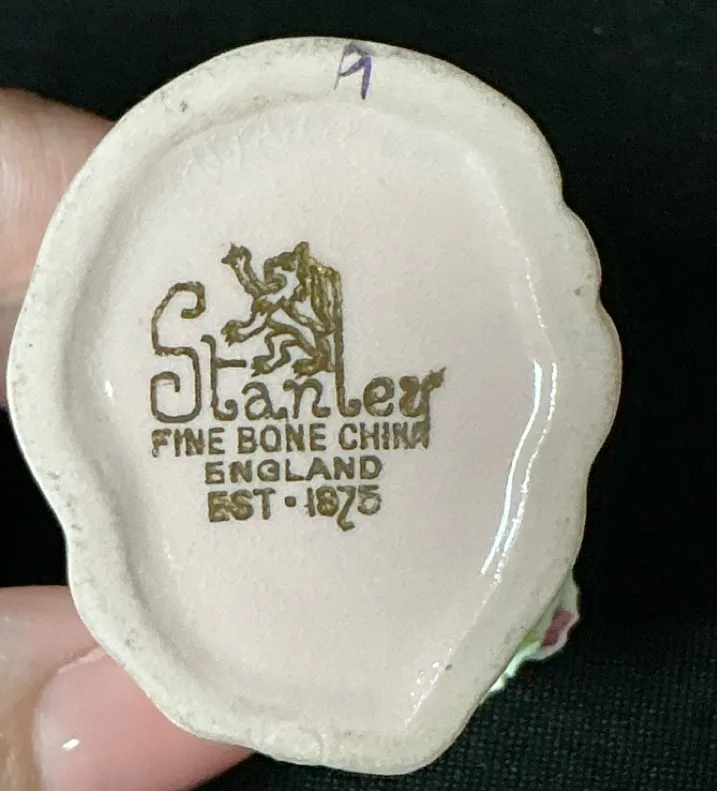 A
Stanley
FINE BONE CHINA
ENGLAND
EST • 1875